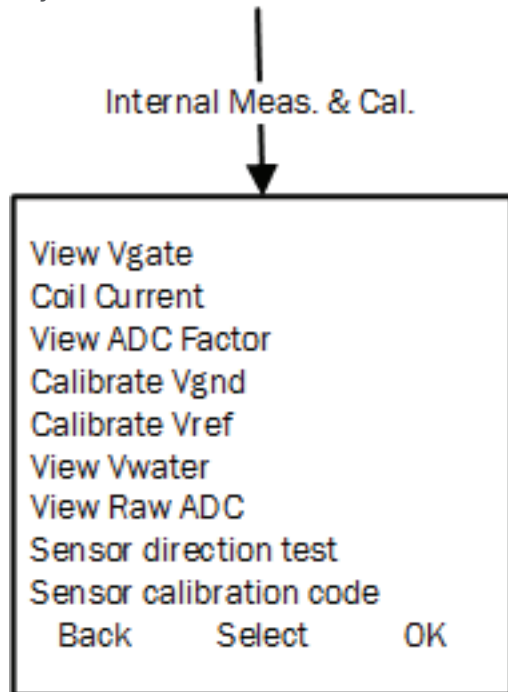 Internal Meas. & Cal.
View Vgate
Coil Current
View ADC Factor
Calibrate Vgnd
Calibrate Vref
View Vwater
View Raw ADC
Sensor direction test
Sensor calibration code
Back Select OK